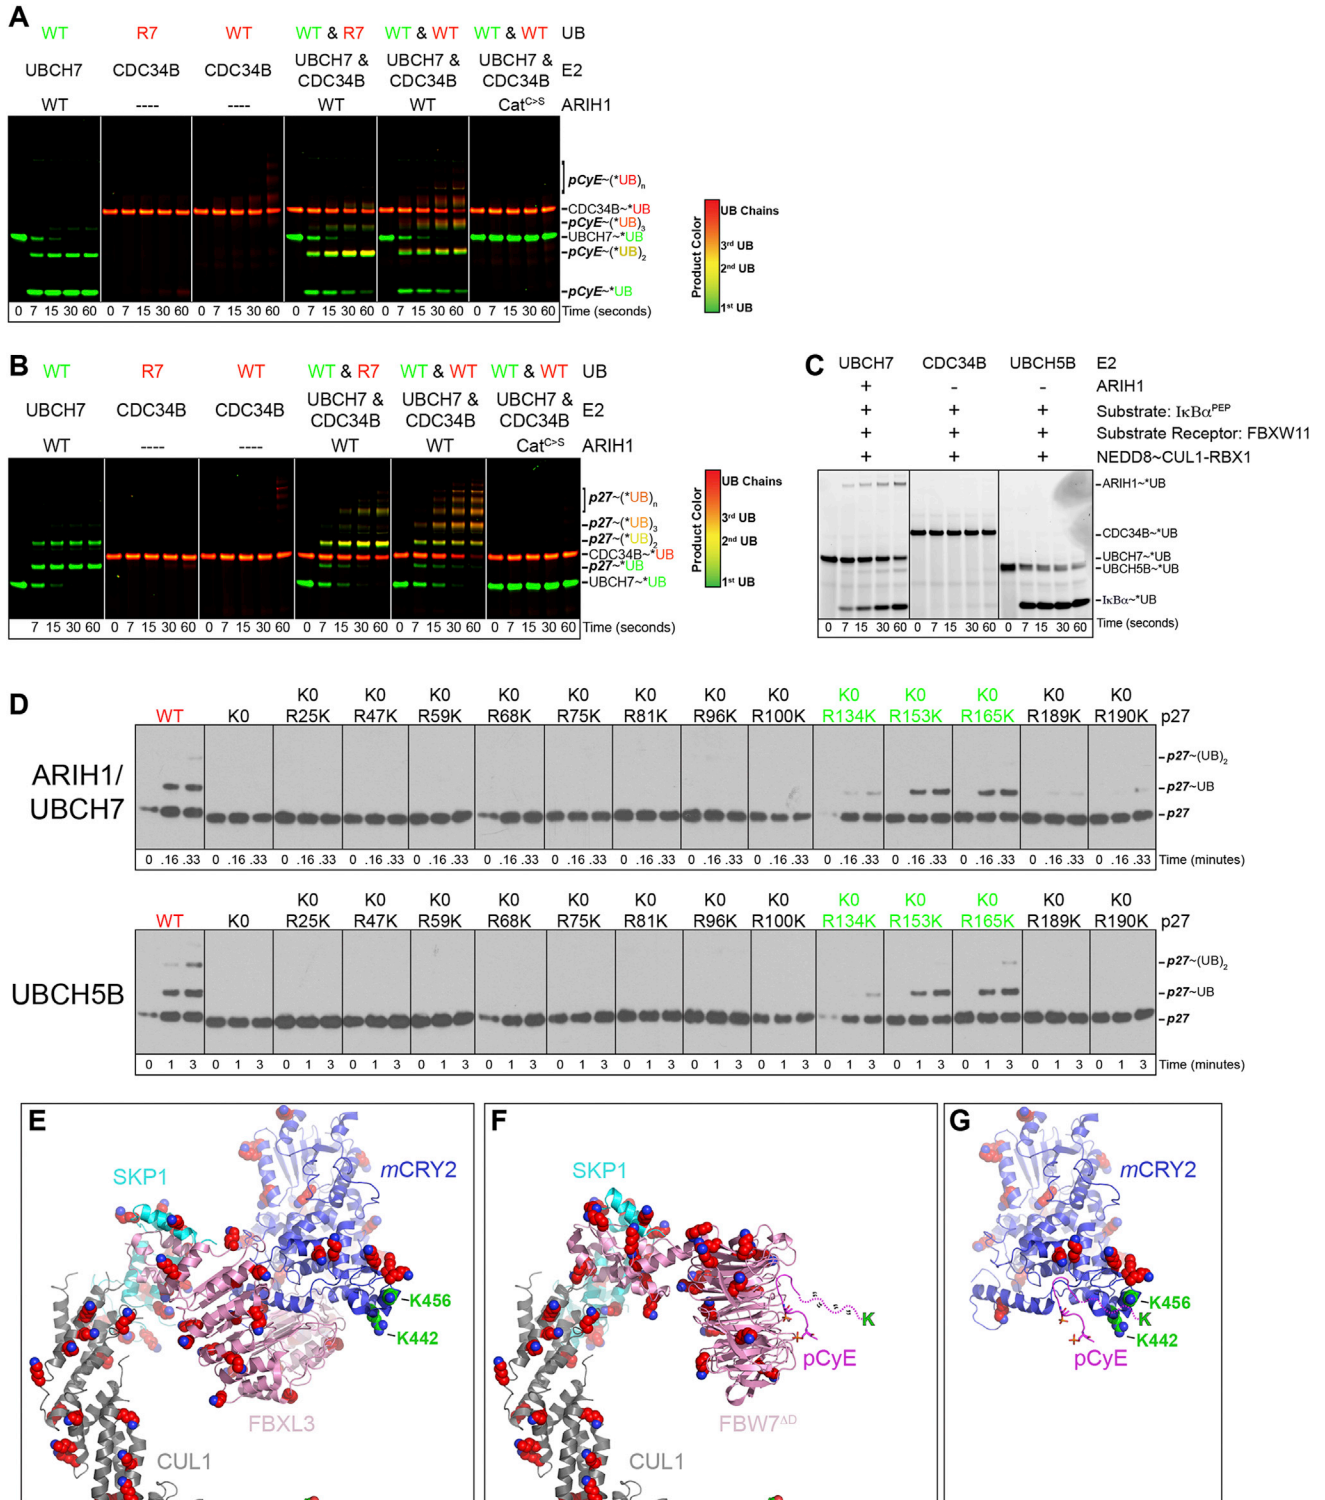 A
WT R7 WT WT & R7 WT & WT WT & WT UB
UBCH7 CDC34B CDC34B UBCH7 & CDC34B UBCH7 & CDC34B UBCH7 & CDC34B E2
WT ---- ---- WT WT Cat^C>S ARIH1
pCyE~(*UB)n
CDC34B~*UB
pCyE~(*UB)3
UBCH7~*UB
pCyE~(*UB)2
pCyE~*UB
0 7 15 30 60 0 7 15 30 60 0 7 15 30 60 0 7 15 30 60 0 7 15 30 60 0 7 15 30 60 Time (seconds)
Product Color
UB Chains
3rd UB
2nd UB
1st UB
B
WT R7 WT WT & R7 WT & WT WT & WT UB
UBCH7 CDC34B CDC34B UBCH7 & CDC34B UBCH7 & CDC34B UBCH7 & CDC34B E2
WT ---- ---- WT WT Cat^C>S ARIH1
p27~(*UB)n
p27~(*UB)3
p27~(*UB)2
CDC34B~*UB
p27~*UB
UBCH7~*UB
7 15 30 60 0 7 15 30 60 0 7 15 30 60 0 7 15 30 60 0 7 15 30 60 0 7 15 30 60 Time (seconds)
Product Color
UB Chains
3rd UB
2nd UB
1st UB
C
UBCH7 CDC34B UBCH5B E2
+ - - ARIH1
+ + + Substrate: IκBα^PEP
+ + + Substrate Receptor: FBXW11
+ + + NEDD8~CUL1-RBX1
ARIH1~*UB
CDC34B~*UB
UBCH7~*UB
UBCH5B~*UB
IκBα~*UB
0 7 15 30 60 0 7 15 30 60 0 7 15 30 60 Time (seconds)
D
K0 K0 K0 K0 K0 K0 K0 K0 K0 K0 K0 K0 K0
WT K0 R25K R47K R59K R68K R75K R81K R96K R100K R134K R153K R165K R189K R190K p27
ARIH1/
UBCH7
p27~(UB)2
p27~UB
p27
0 .16 .33 0 .16 .33 0 .16 .33 0 .16 .33 0 .16 .33 0 .16 .33 0 .16 .33 0 .16 .33 0 .16 .33 0 .16 .33 0 .16 .33 0 .16 .33 0 .16 .33 0 .16 .33 0 .16 .33 Time (minutes)
K0 K0 K0 K0 K0 K0 K0 K0 K0 K0 K0 K0 K0
WT K0 R25K R47K R59K R68K R75K R81K R96K R100K R134K R153K R165K R189K R190K p27
UBCH5B
p27~(UB)2
p27~UB
p27
0 1 3 0 1 3 0 1 3 0 1 3 0 1 3 0 1 3 0 1 3 0 1 3 0 1 3 0 1 3 0 1 3 0 1 3 0 1 3 0 1 3 0 1 3 Time (minutes)
E
SKP1
mCRY2
K456
K442
FBXL3
CUL1
F
SKP1
K
pCyE
FBW7^ΔD
CUL1
G
mCRY2
K456
K
K442
pCyE